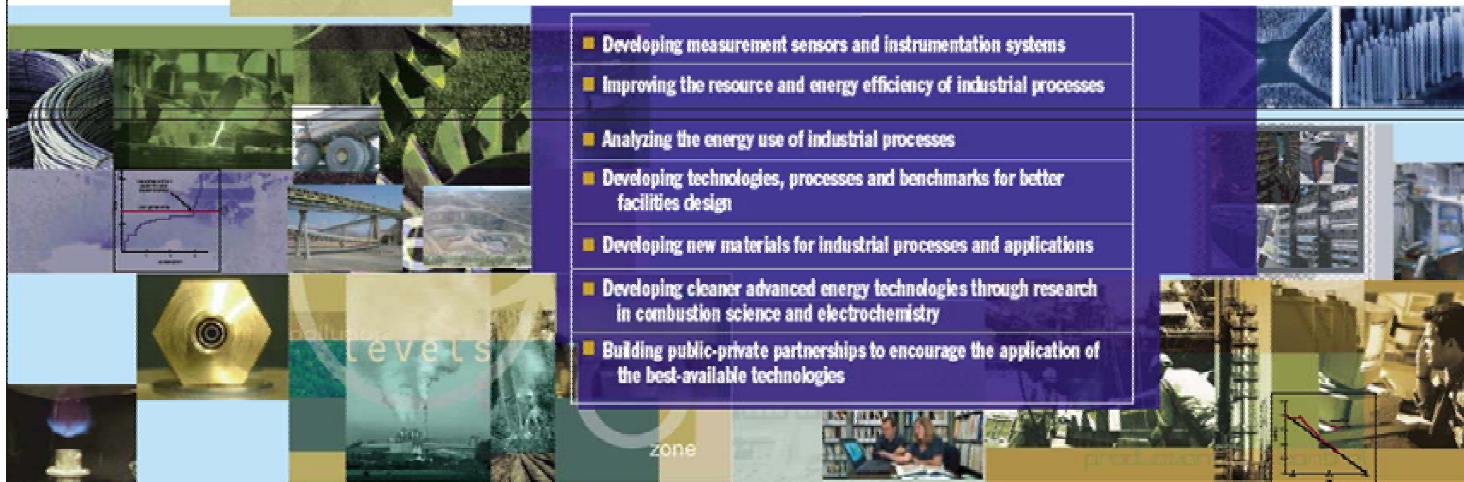 Developing measurement sensors and instrumentation systems
Improving the resource and energy efficiency of industrial processes
Analyzing the energy use of industrial processes
Developing technologies, processes and benchmarks for better
facilities design
Developing new materials for industrial processes and applications
Developing cleaner advanced energy technologies through research
in combustion science and electrochemistry
Building public-private partnerships to encourage the application of
the best-available technologies
levels
zone
production